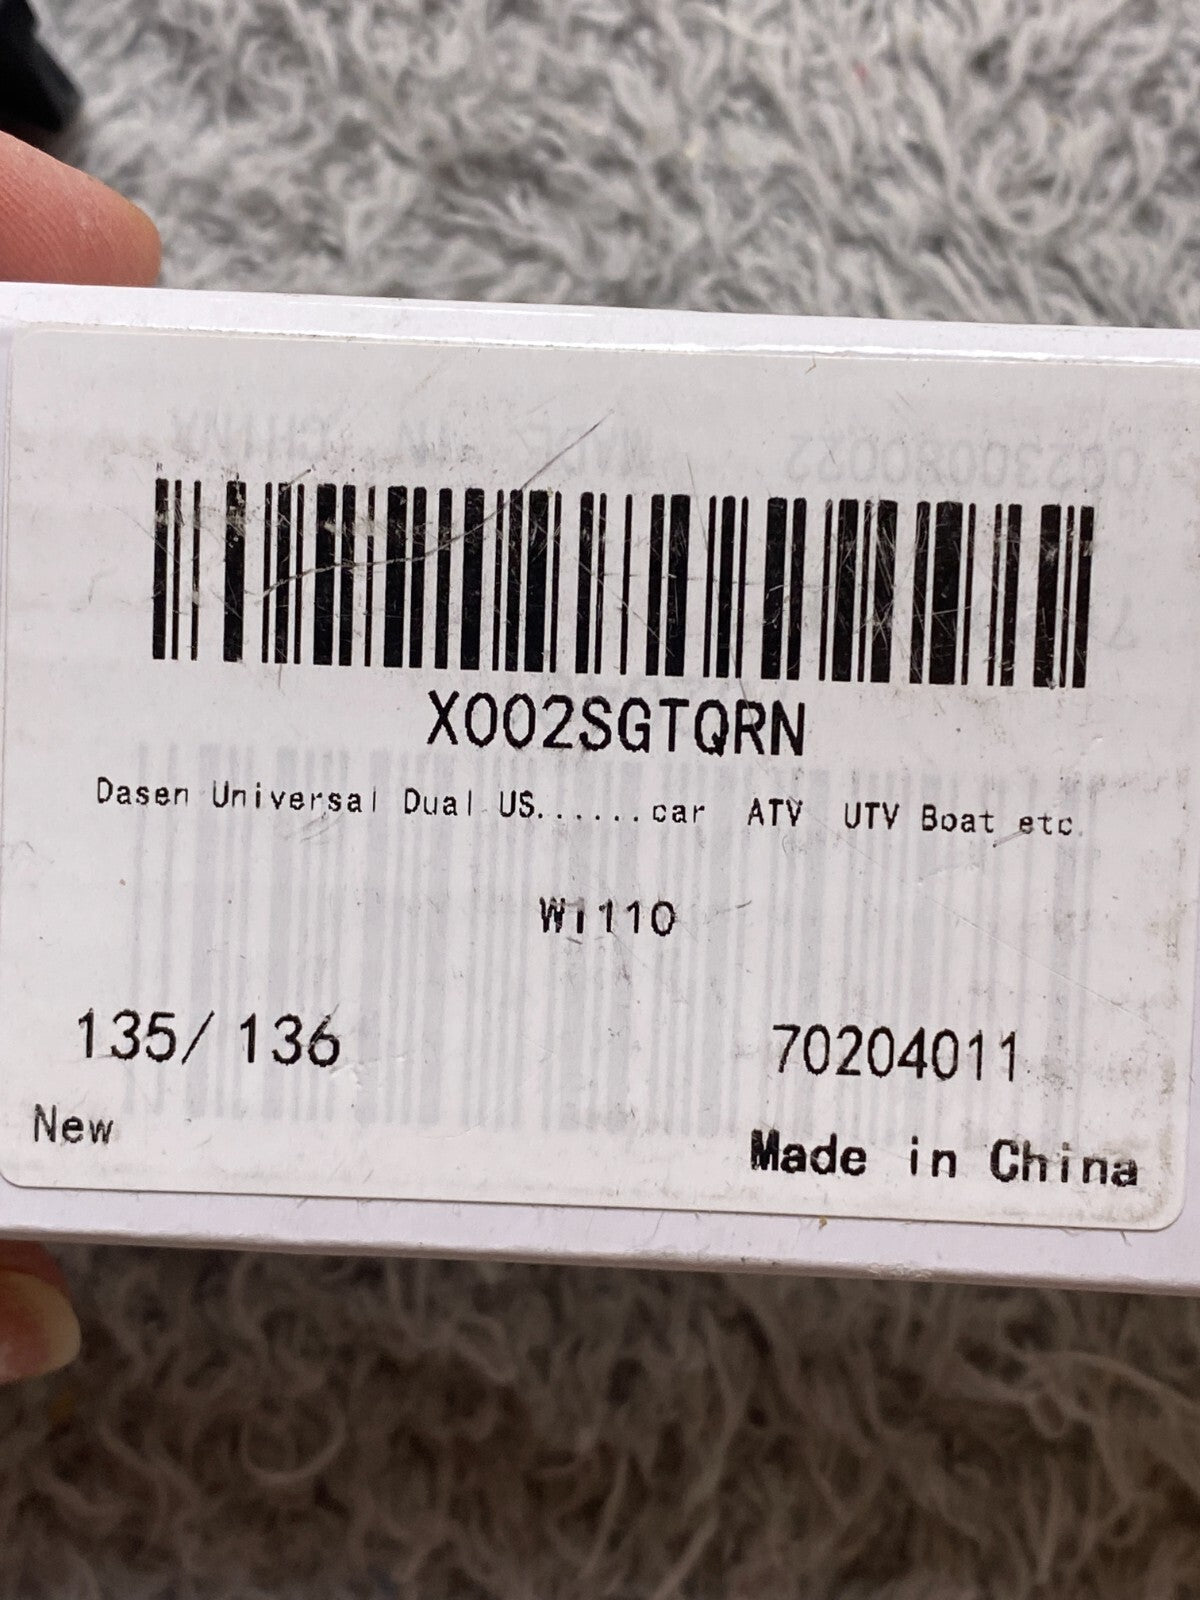 X002SGTQRN
Dasen Universal Dual US......car ATV UTV Boat etc.
W1110
135/ 136 70204011
New Made in China